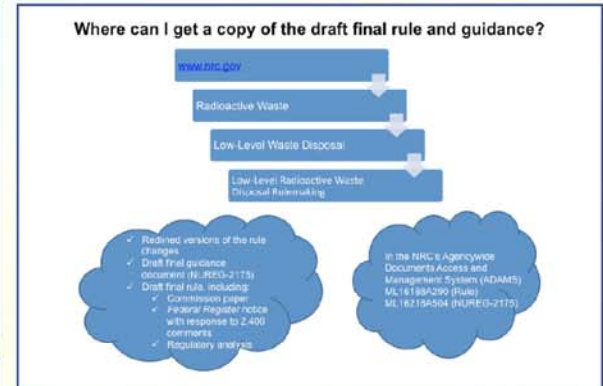 Where can I get a copy of the draft final rule and guidance?
www.nrc.gov
Radioactive Waste
Low-Level Waste Disposal
Low-Level Radioactive Waste
Disposal Rulemaking
✓ Redlined versions of the rule
changes
✓ Draft final guidance
document (NUREG-2175)
✓ Draft final rule, including:
✓ Commission paper
✓ Federal Register notice
with response to 2,400
comments
✓ Regulatory analysis
In the NRC's Agencywide
Documents Access and
Management System (ADAMS)
(Rule)
(NUREG-2175)